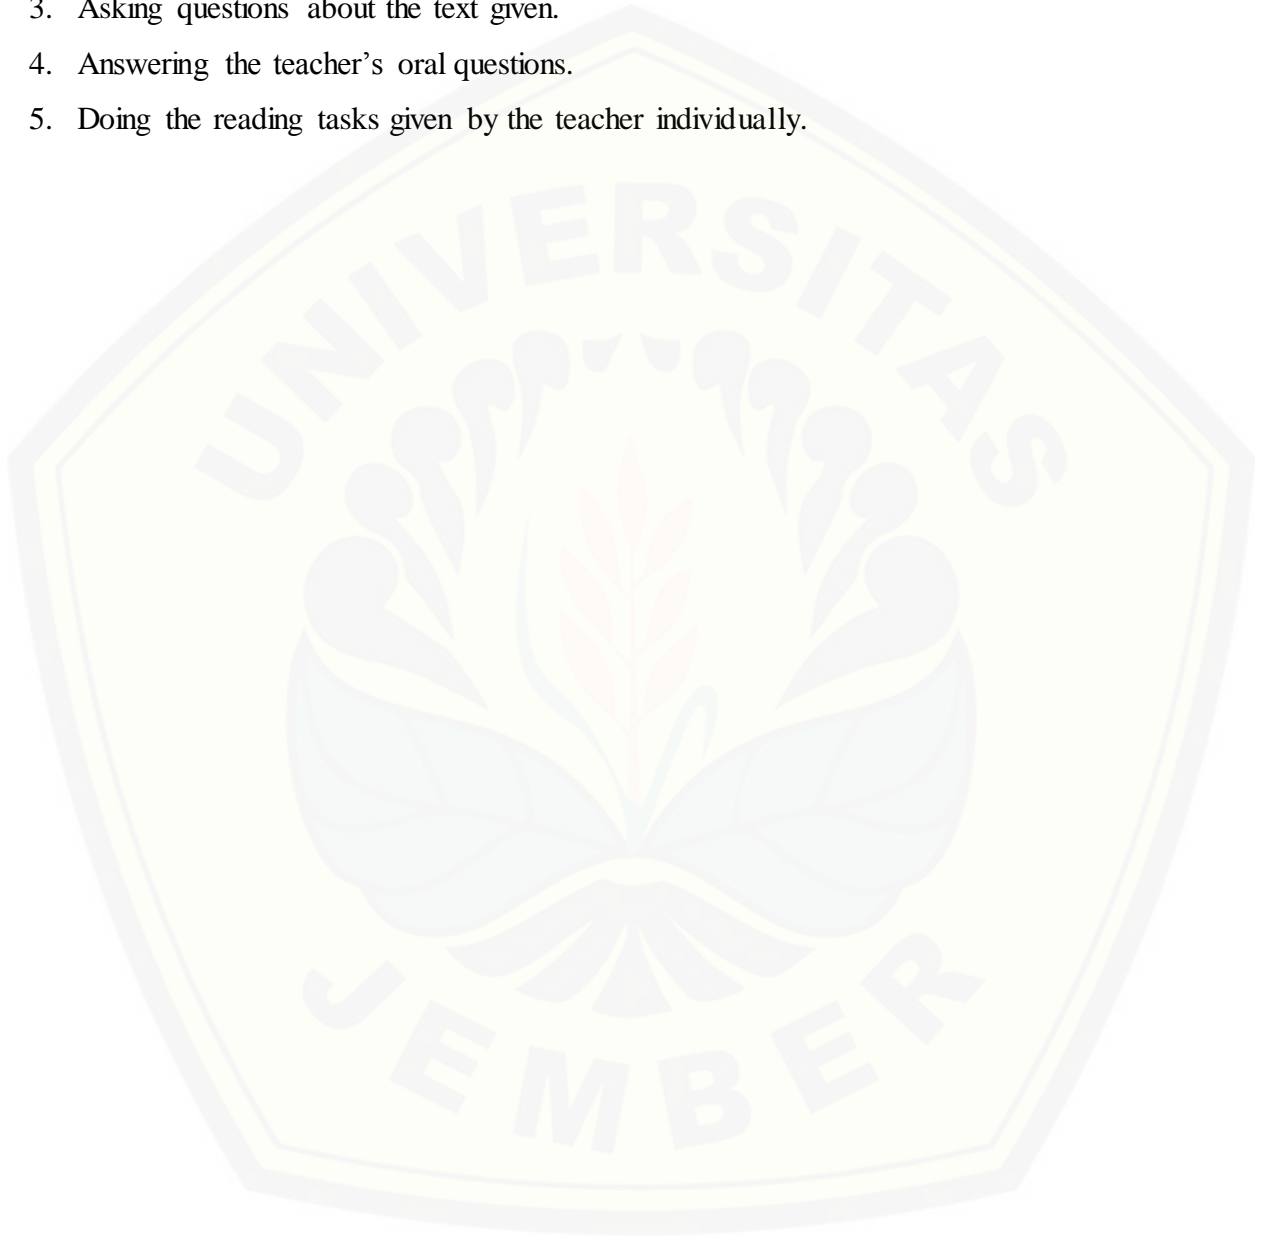 3. Asking questions about the text given.
4. Answering the teacher’s oral questions.
5. Doing the reading tasks given by the teacher individually.
UNIVERSITAS
JEMBER